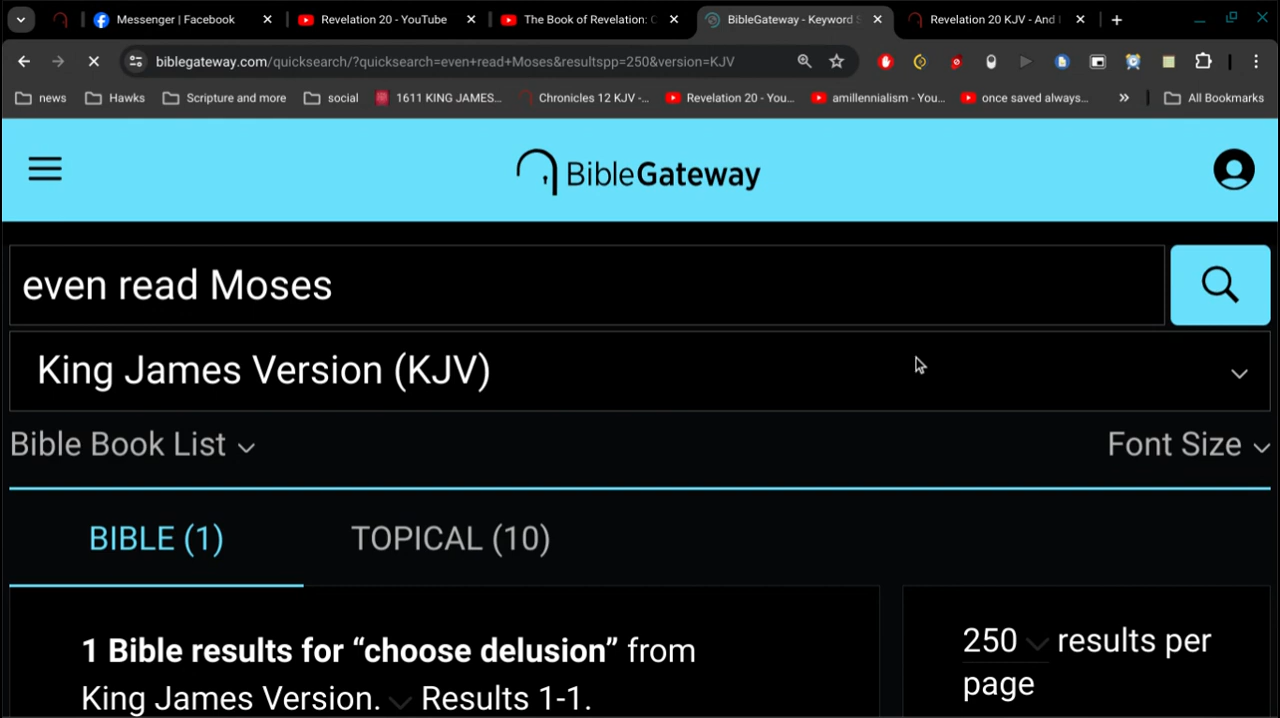 Messenger | Facebook
Revelation 20 - YouTube
The Book of Revelation: C
BibleGateway - Keyword S
Revelation 20 KJV - And I
biblegateway.com/quicksearch/?quicksearch=even+read+Moses&resultspp=250&version=KJV
news
Hawks
Scripture and more
social
1611 KING JAMES...
Chronicles 12 KJV -...
Revelation 20 - You...
amillennialism - You...
once saved always...
All Bookmarks
BibleGateway
even read Moses
King James Version (KJV)
Bible Book List
Font Size
BIBLE (1)
TOPICAL (10)
1 Bible results for “choose delusion” from
King James Version. Results 1-1.
250 results per
page